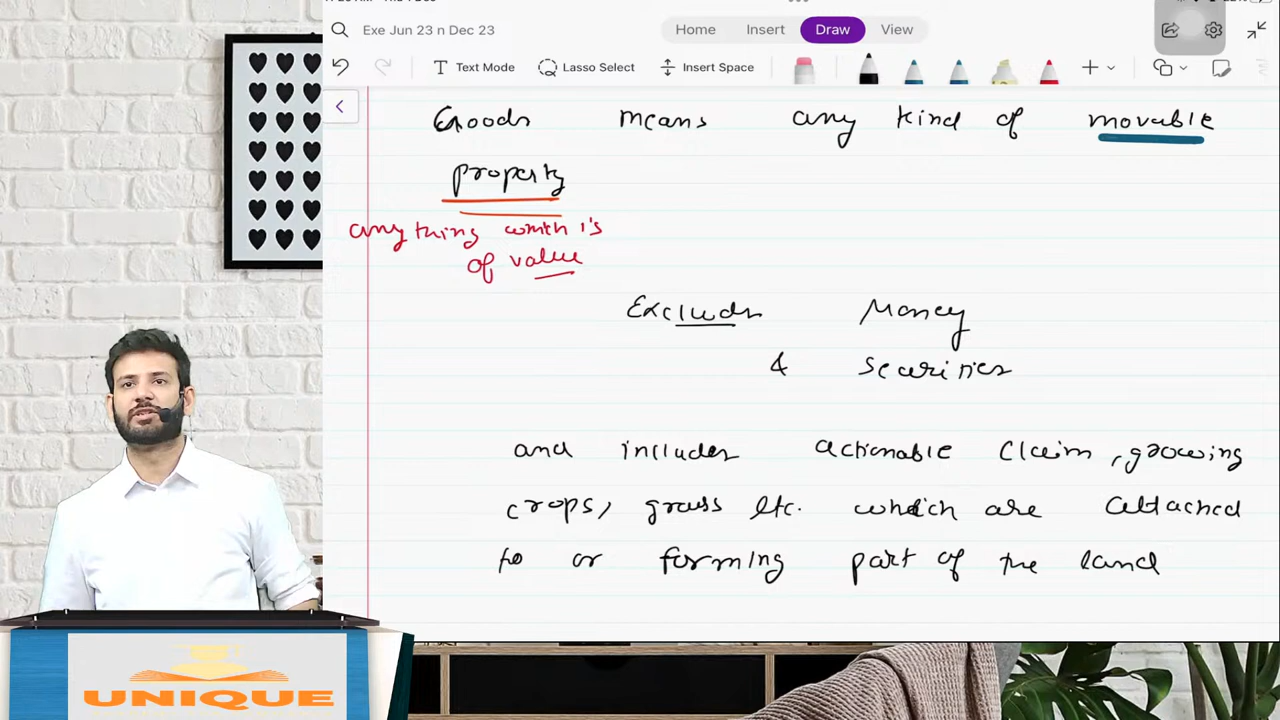 Exe Jun 23 n Dec 23
Home Insert Draw View
Text Mode Lasso Select Insert Space
Goods means any kind of movable
property
anything worth is
of value
Excludes Money
& Securities
and includes actionable claim, growing
crops, grass etc. which are attached
to or forming part of the land
UNIQUE